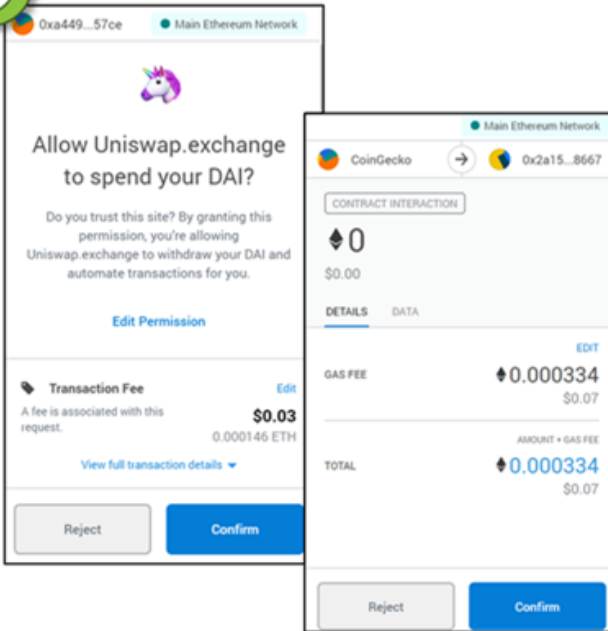 0xa449...57ce
Main Ethereum Network
Allow Uniswap.exchange
to spend your DAI?
Do you trust this site? By granting this
permission, you're allowing
Uniswap.exchange to withdraw your DAI and
automate transactions for you.
Edit Permission
Transaction Fee
Edit
A fee is associated with this
request.
$0.03
0.000146 ETH
View full transaction details
Reject
Confirm
Main Ethereum Network
CoinGecko
0x2a15...8667
CONTRACT INTERACTION
0
$0.00
DETAILS
DATA
EDIT
GAS FEE
0.000334
$0.07
AMOUNT + GAS FEE
TOTAL
0.000334
$0.07
Reject
Confirm